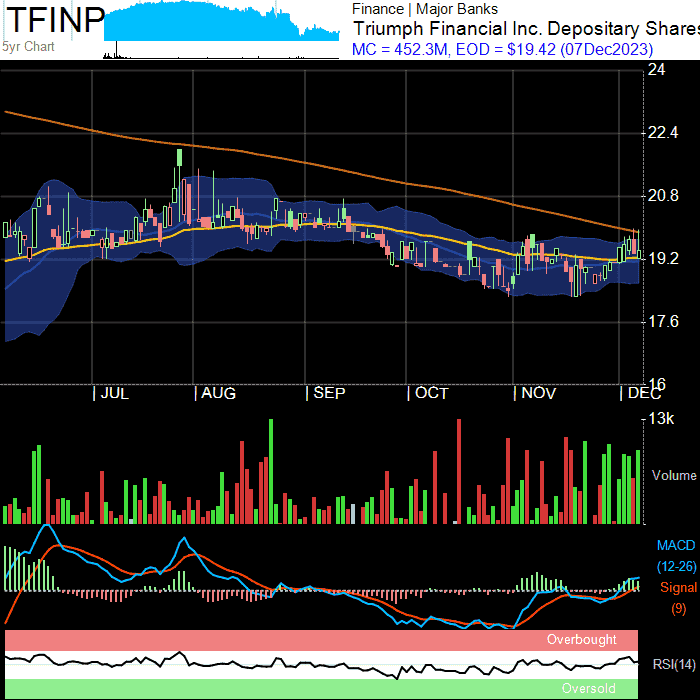 TFINP
5yr Chart
Finance | Major Banks
Triumph Financial Inc. Depositary Shares
MC = 452.3M, EOD = $19.42 (07Dec2023)
24
22.4
20.8
19.2
17.6
16
| JUL | AUG | SEP | OCT | NOV | DEC
13k
Volume
MACD
(12-26)
Signal
(9)
Overbought
RSI(14)
Oversold